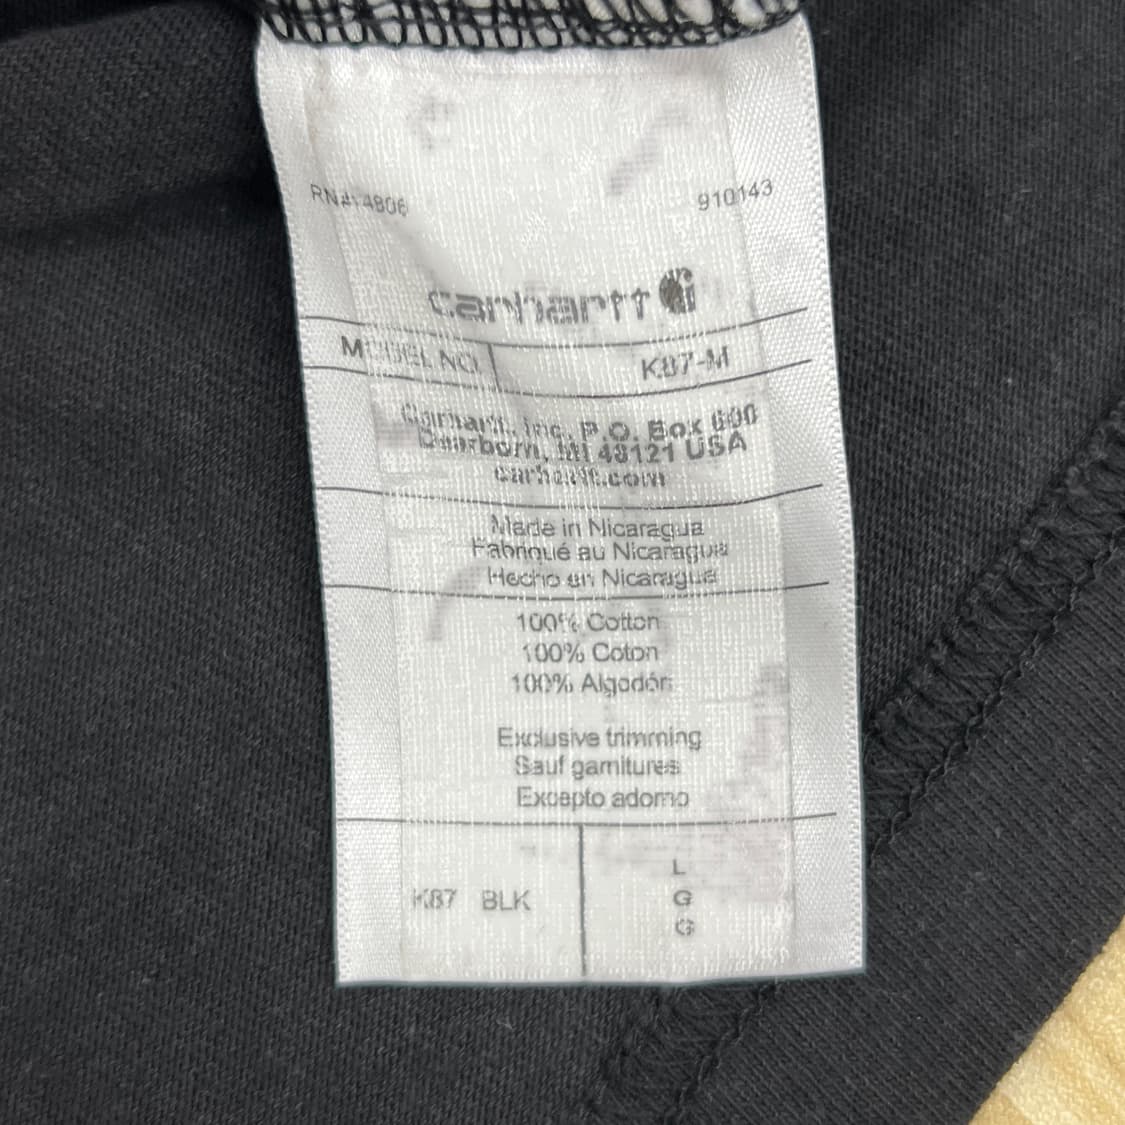 RN#14806 910143
carhartt
MODEL NO. K87-M
Carhartt, Inc. P.O. Box 600
Dearborn, MI 48121 USA
carhartt.com
Made in Nicaragua
Fabriqué au Nicaragua
Hecho en Nicaragua
100% Cotton
100% Coton
100% Algodón
Exclusive trimming
Sauf garnitures
Excepto adorno
K87 BLK
L
G
G